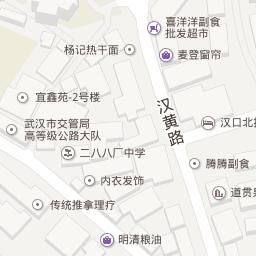 喜洋洋副食
批发超市
杨记热干面
麦登窗帘
宜鑫苑-2号楼
汉黄路
武汉市交管局
高等级公路大队
汉口北
二八八厂中学
腾腾副食
内衣发饰
道贯
传统推拿理疗
明清粮油